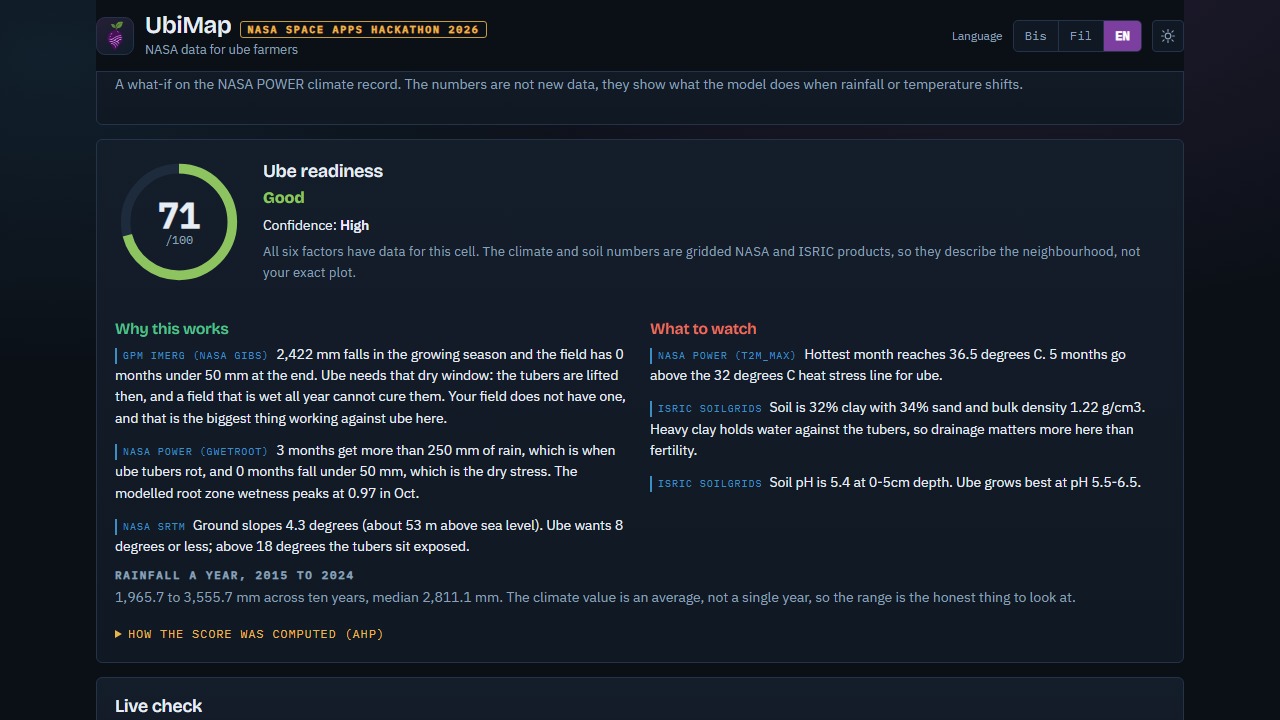 UbiMap NASA SPACE APPS HACKATHON 2026
NASA data for ube farmers
Language Bis Fil EN
A what-if on the NASA POWER climate record. The numbers are not new data, they show what the model does when rainfall or temperature shifts.
71
/100
Ube readiness
Good
Confidence: High
All six factors have data for this cell. The climate and soil numbers are gridded NASA and ISRIC products, so they describe the neighbourhood, not
your exact plot.
Why this works
GPM IMERG (NASA GIBS) 2,422 mm falls in the growing season and the field has 0
months under 50 mm at the end. Ube needs that dry window: the tubers are lifted
then, and a field that is wet all year cannot cure them. Your field does not have one,
and that is the biggest thing working against ube here.
NASA POWER (GWETROOT) 3 months get more than 250 mm of rain, which is when
ube tubers rot, and 0 months fall under 50 mm, which is the dry stress. The
modelled root zone wetness peaks at 0.97 in Oct.
NASA SRTM Ground slopes 4.3 degrees (about 53 m above sea level). Ube wants 8
degrees or less; above 18 degrees the tubers sit exposed.
What to watch
NASA POWER (T2M_MAX) Hottest month reaches 36.5 degrees C. 5 months go
above the 32 degrees C heat stress line for ube.
ISRIC SOILGRIDS Soil is 32% clay with 34% sand and bulk density 1.22 g/cm3.
Heavy clay holds water against the tubers, so drainage matters more here than
fertility.
ISRIC SOILGRIDS Soil pH is 5.4 at 0-5cm depth. Ube grows best at pH 5.5-6.5.
RAINFALL A YEAR, 2015 TO 2024
1,965.7 to 3,555.7 mm across ten years, median 2,811.1 mm. The climate value is an average, not a single year, so the range is the honest thing to look at.
HOW THE SCORE WAS COMPUTED (AHP)
Live check